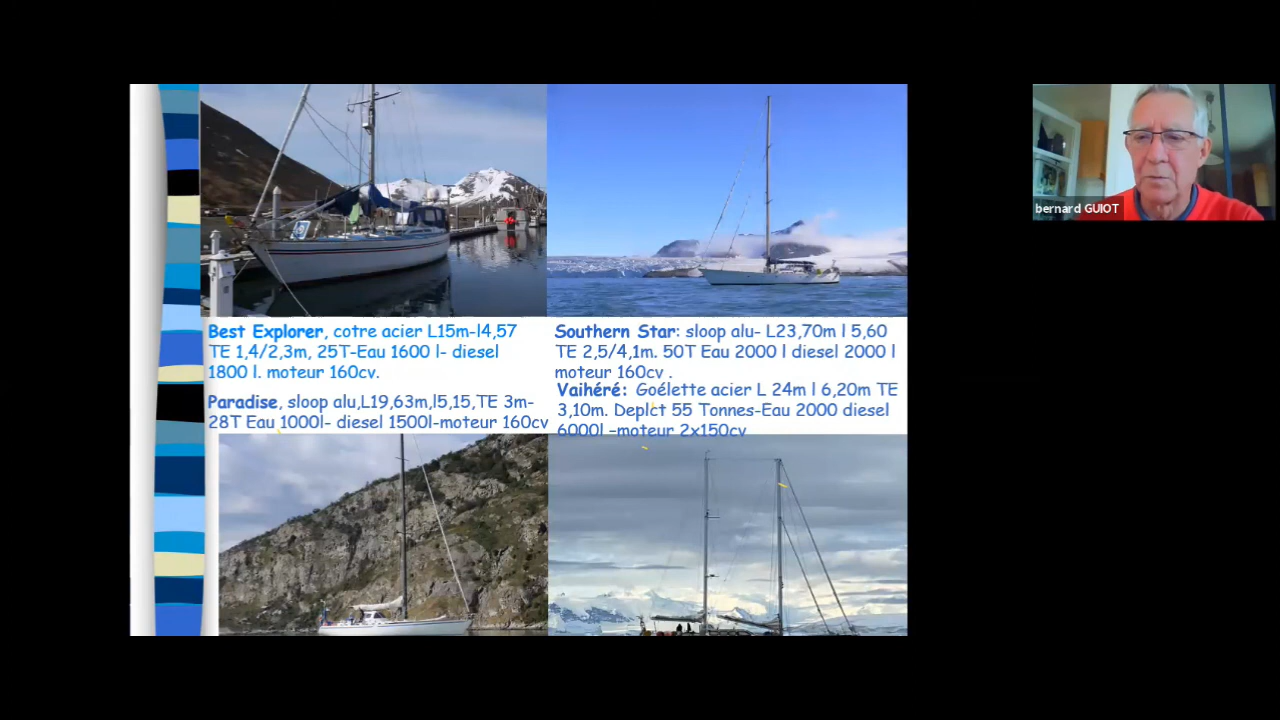 Best Explorer, cotre acier L15m-l4,57
TE 1,4/2,3m, 25T-Eau 1600 l- diesel
1800 l. moteur 160cv.
Paradise, sloop alu,L19,63m,l5,15,TE 3m-
28T Eau 1000l- diesel 1500l-moteur 160cv
Southern Star: sloop alu- L23,70m l 5,60
TE 2,5/4,1m. 50T Eau 2000 l diesel 2000 l
moteur 160cv .
Vaihéré: Goélette acier L 24m l 6,20m TE
3,10m. Deplct 55 Tonnes-Eau 2000 diesel
6000l -moteur 2x150cv
bernard GUIOT